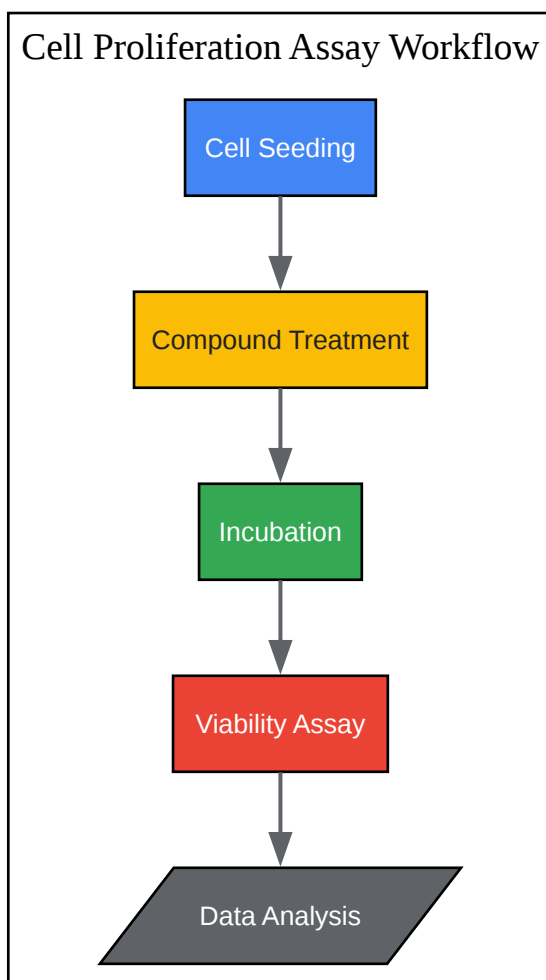 Cell Proliferation Assay Workflow
Cell Seeding
Compound Treatment
Incubation
Viability Assay
Data Analysis